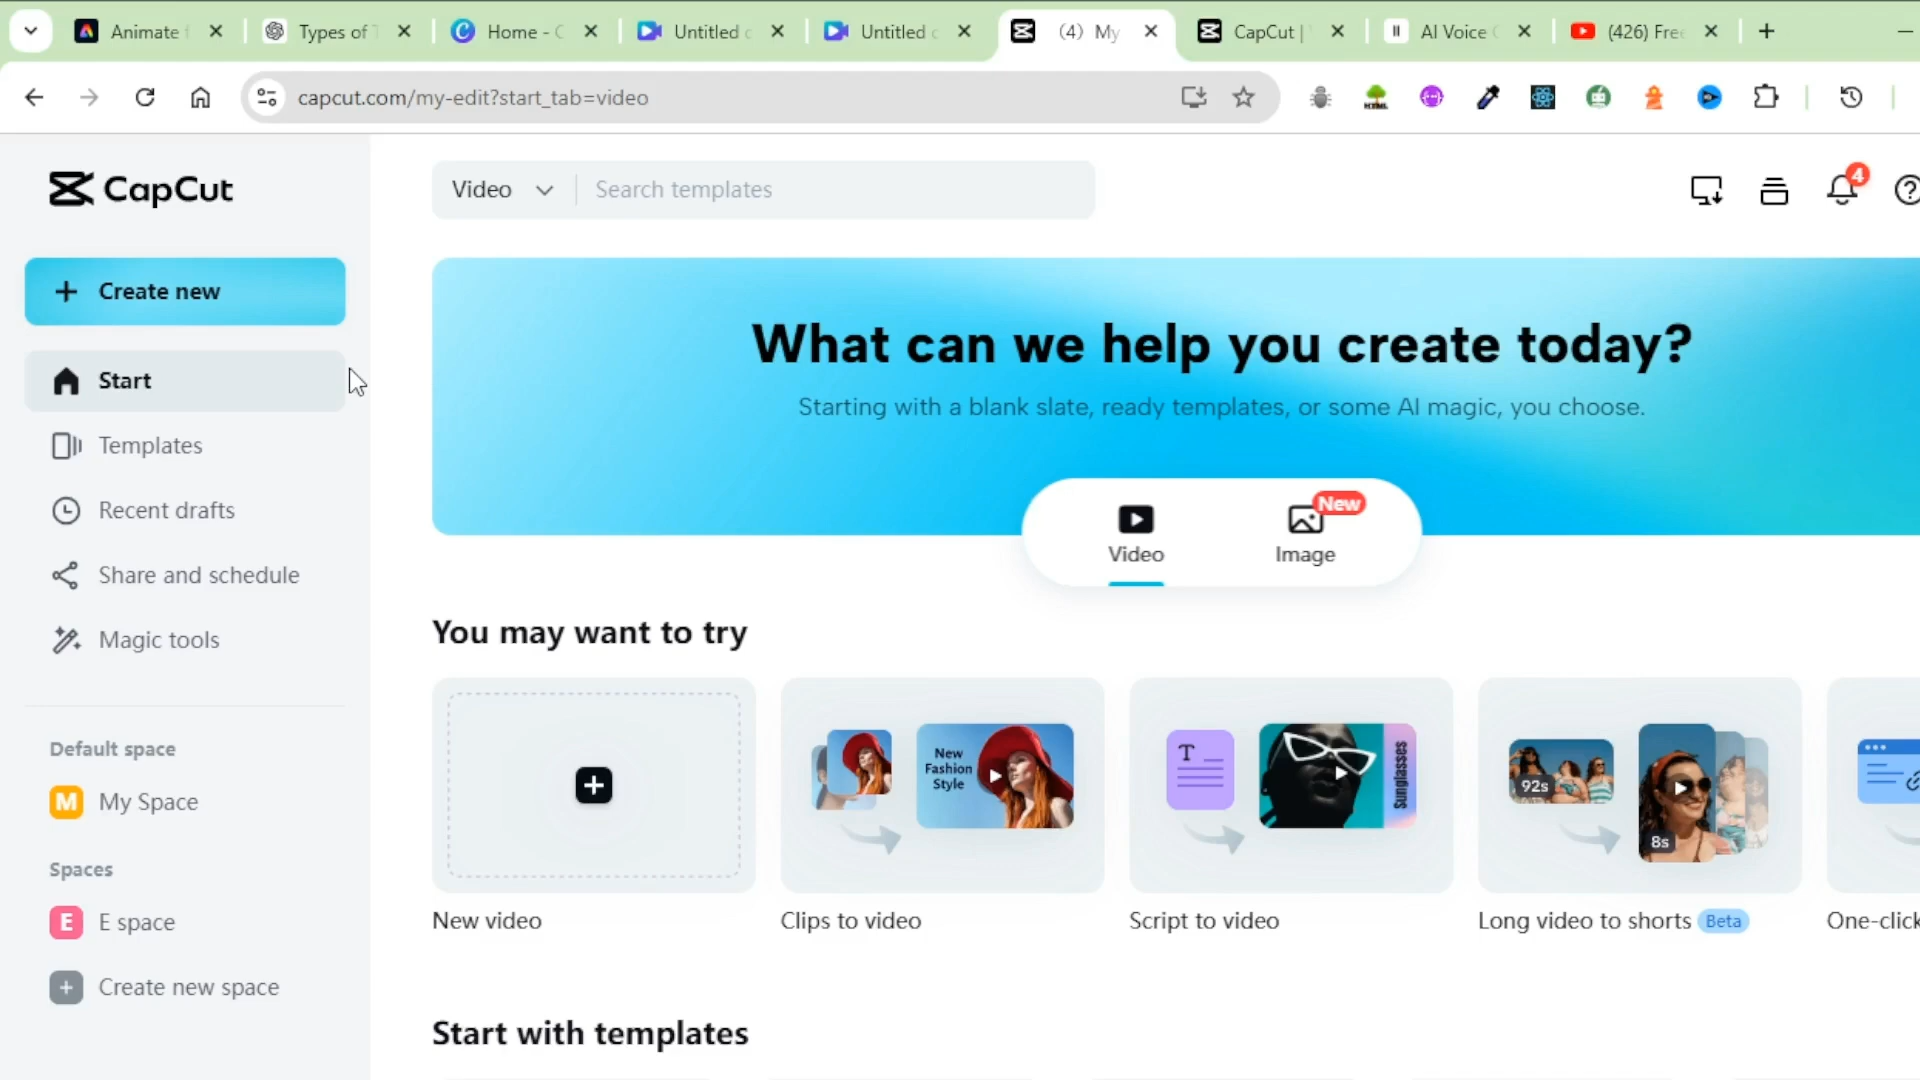 Animate f
Types of T
Home - C
Untitled d
Untitled d
(4) My
CapCut |
AI Voice G
(426) Free
capcut.com/my-edit?start_tab=video
CapCut
Video
Search templates
4
Create new
Start
Templates
Recent drafts
Share and schedule
Magic tools
Default space
M
My Space
Spaces
E
E space
Create new space
What can we help you create today?
Starting with a blank slate, ready templates, or some AI magic, you choose.
Video
New
Image
You may want to try
New
Fashion
Style
T
Sunglasses
92s
8s
New video
Clips to video
Script to video
Long video to shorts Beta
One-click
Start with templates